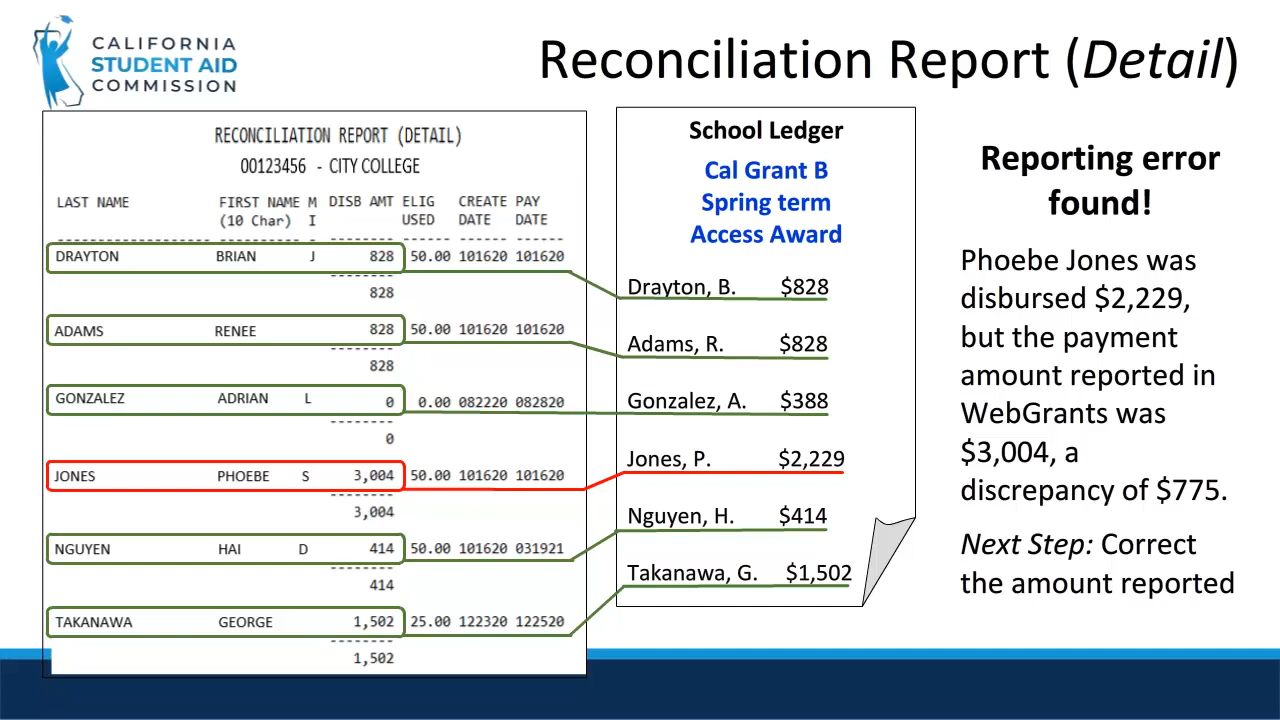 CALIFORNIA
STUDENT AID
COMMISSION
Reconciliation Report (Detail)
RECONCILIATION REPORT (DETAIL)
00123456 - CITY COLLEGE
LAST NAME FIRST NAME M DISB AMT ELIG CREATE PAY
(10 Char) I USED DATE DATE
DRAYTON BRIAN J 828 50.00 101620 101620
828
ADAMS RENEE 828 50.00 101620 101620
828
GONZALEZ ADRIAN L 0 0.00 082220 082820
0
JONES PHOEBE S 3,004 50.00 101620 101620
3,004
NGUYEN HAI D 414 50.00 101620 031921
414
TAKANAWA GEORGE 1,502 25.00 122320 122520
1,502
School Ledger
Cal Grant B
Spring term
Access Award
Drayton, B. $828
Adams, R. $828
Gonzalez, A. $388
Jones, P. $2,229
Nguyen, H. $414
Takanawa, G. $1,502
Reporting error
found!
Phoebe Jones was
disbursed $2,229,
but the payment
amount reported in
WebGrants was
$3,004, a
discrepancy of $775.
Next Step: Correct
the amount reported